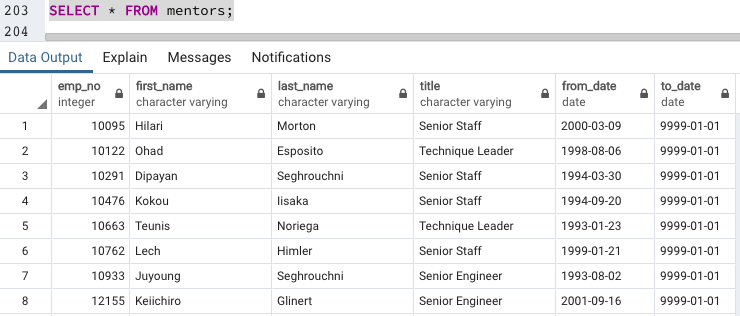 203 SELECT * FROM mentors;
204
Data Output Explain Messages Notifications
emp_no first_name last_name title from_date to_date
integer character varying character varying character varying date date
1 10095 Hilari Morton Senior Staff 2000-03-09 9999-01-01
2 10122 Ohad Esposito Technique Leader 1998-08-06 9999-01-01
3 10291 Dipayan Seghrouchni Senior Staff 1994-03-30 9999-01-01
4 10476 Kokou Iisaka Senior Staff 1994-09-20 9999-01-01
5 10663 Teunis Noriega Technique Leader 1993-01-23 9999-01-01
6 10762 Lech Himler Senior Staff 1999-01-21 9999-01-01
7 10933 Juyoung Seghrouchni Senior Engineer 1993-08-02 9999-01-01
8 12155 Keiichiro Glinert Senior Engineer 2001-09-16 9999-01-01